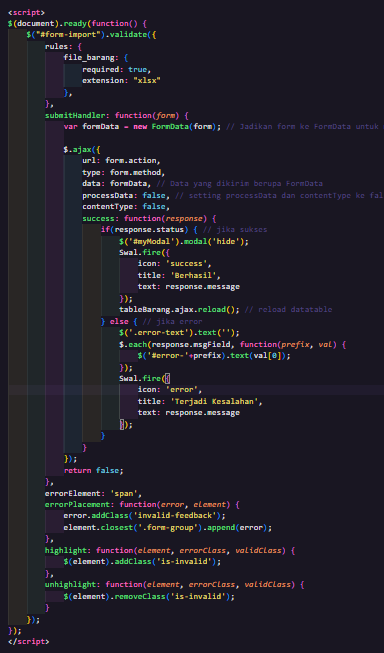 <script>
$(document).ready(function() {
$("#form-import").validate({
rules: {
file_barang: {
required: true,
extension: "xlsx"
},
},
submitHandler: function(form) {
var formData = new FormData(form); // Jadikan form ke FormData untuk
$.ajax({
url: form.action,
type: form.method,
data: formData, // Data yang dikirim berupa FormData
processData: false, // setting processData dan contentType ke fal
contentType: false,
success: function(response) {
if(response.status) { // jika sukses
$('#myModal').modal('hide');
Swal.fire({
icon: 'success',
title: 'Berhasil',
text: response.message
});
tableBarang.ajax.reload(); // reload datatable
} else { // jika error
$('.error-text').text('');
$.each(response.msgField, function(prefix, val) {
$('#error-'+prefix).text(val[0]);
});
Swal.fire({
icon: 'error',
title: 'Terjadi Kesalahan',
text: response.message
});
}
}
});
return false;
},
errorElement: 'span',
errorPlacement: function(error, element) {
error.addClass('invalid-feedback');
element.closest('.form-group').append(error);
},
highlight: function(element, errorClass, validClass) {
$(element).addClass('is-invalid');
},
unhighlight: function(element, errorClass, validClass) {
$(element).removeClass('is-invalid');
}
});
});
</script>